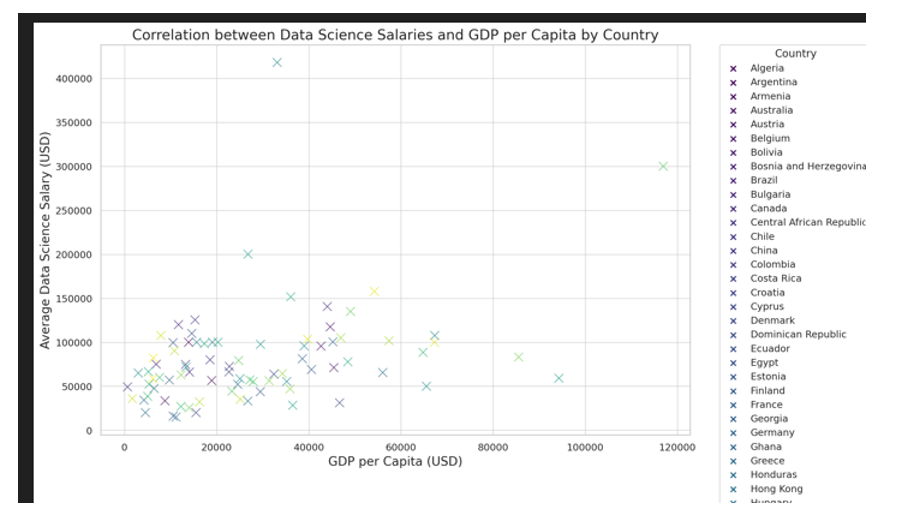 Correlation between Data Science Salaries and GDP per Capita by Country
Average Data Science Salary (USD)
400000
350000
300000
250000
200000
150000
100000
50000
0
0 20000 40000 60000 80000 100000 120000
GDP per Capita (USD)
Country
Algeria
Argentina
Armenia
Australia
Austria
Belgium
Bolivia
Bosnia and Herzegovina
Brazil
Bulgaria
Canada
Central African Republic
Chile
China
Colombia
Costa Rica
Croatia
Cyprus
Denmark
Dominican Republic
Ecuador
Egypt
Estonia
Finland
France
Georgia
Germany
Ghana
Greece
Honduras
Hong Kong
Hungary